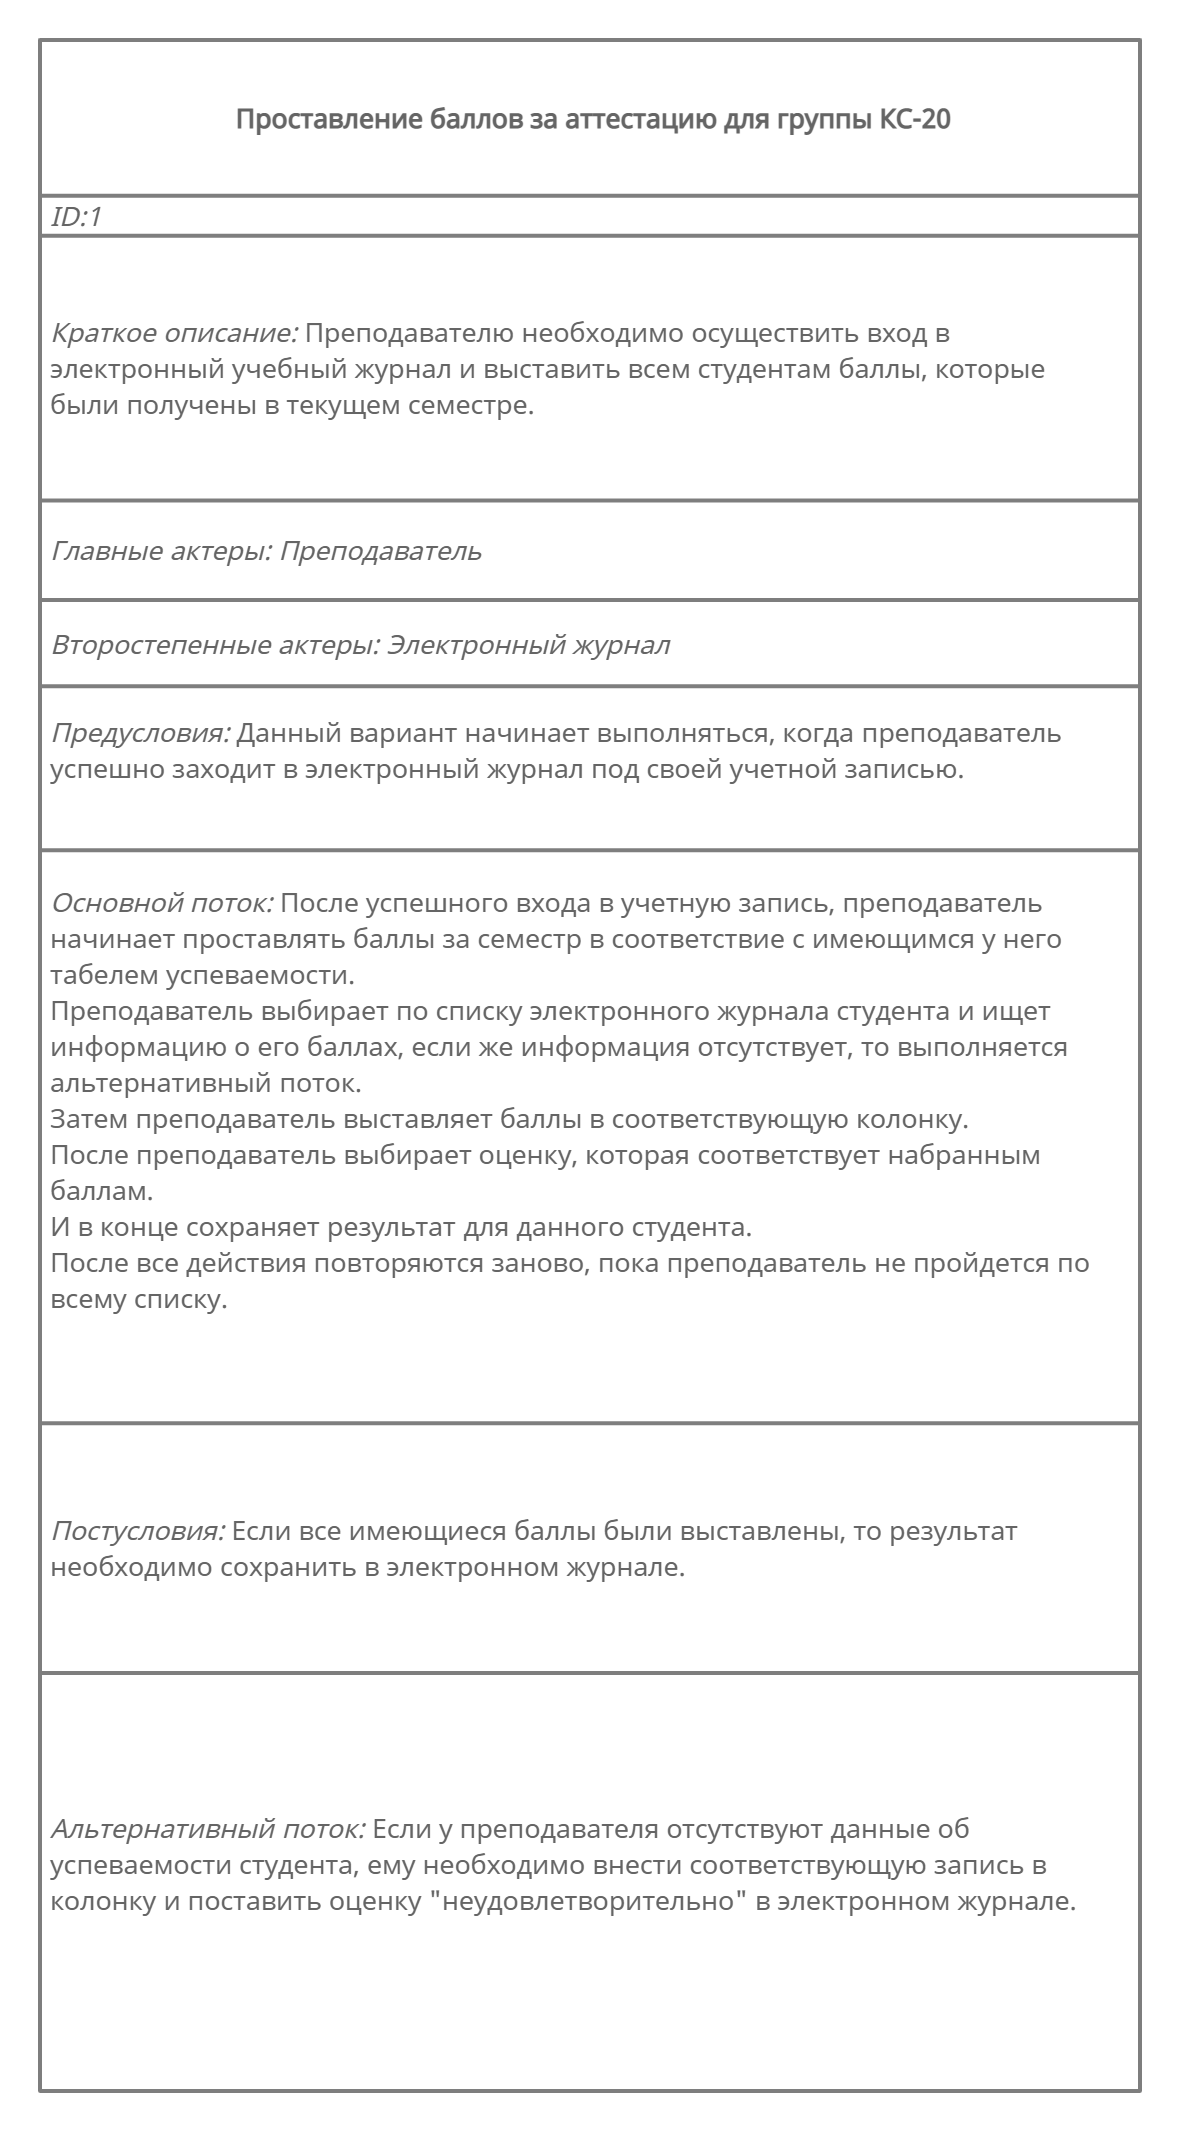 Проставление баллов за аттестацию для группы КС-20
ID:1
Краткое описание: Преподавателю необходимо осуществить вход в
электронный учебный журнал и выставить всем студентам баллы, которые
были получены в текущем семестре.
Главные актеры: Преподаватель
Второстепенные актеры: Электронный журнал
Предусловия: Данный вариант начинает выполняться, когда преподаватель
успешно заходит в электронный журнал под своей учетной записью.
Основной поток: После успешного входа в учетную запись, преподаватель
начинает проставлять баллы за семестр в соответствие с имеющимся у него
табелем успеваемости.
Преподаватель выбирает по списку электронного журнала студента и ищет
информацию о его баллах, если же информация отсутствует, то выполняется
альтернативный поток.
Затем преподаватель выставляет баллы в соответствующую колонку.
После преподаватель выбирает оценку, которая соответствует набранным
баллам.
И в конце сохраняет результат для данного студента.
После все действия повторяются заново, пока преподаватель не пройдется по
всему списку.
Постусловия: Если все имеющиеся баллы были выставлены, то результат
необходимо сохранить в электронном журнале.
Альтернативный поток: Если у преподавателя отсутствуют данные об
успеваемости студента, ему необходимо внести соответствующую запись в
колонку и поставить оценку "неудовлетворительно" в электронном журнале.